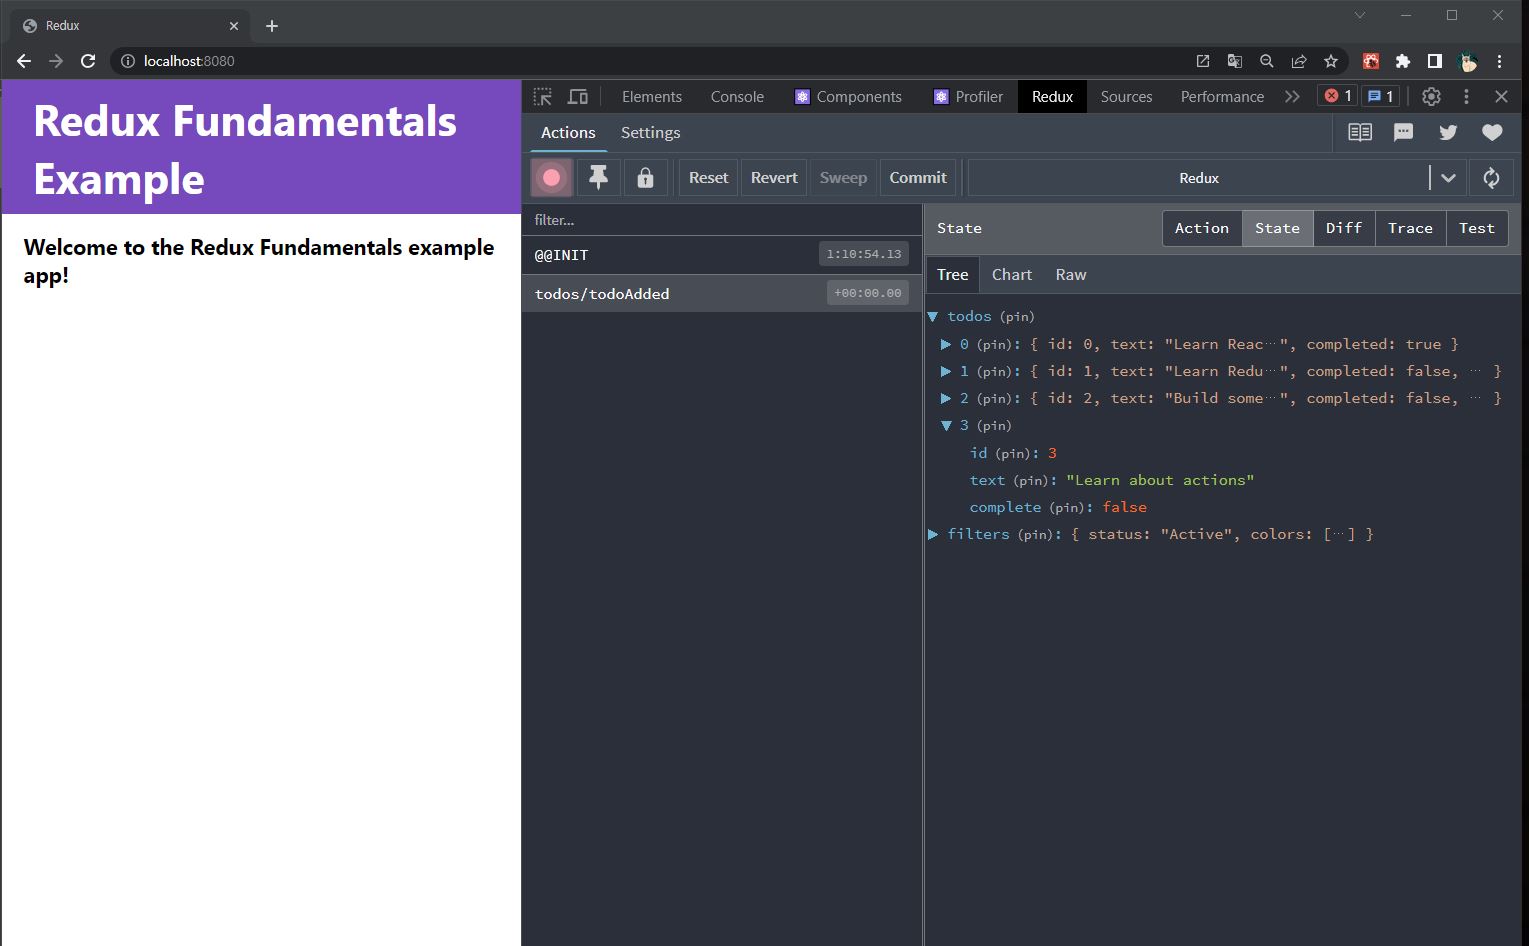 Redux
localhost:8080
Redux Fundamentals
Example
Welcome to the Redux Fundamentals example
app!
Elements Console Components Profiler Redux Sources Performance 1 1
Actions Settings
Reset Revert Sweep Commit Redux
filter...
@@INIT 1:10:54.13
todos/todoAdded +00:00.00
State Action State Diff Trace Test
Tree Chart Raw
todos (pin)
0 (pin): { id: 0, text: "Learn Reac…", completed: true }
1 (pin): { id: 1, text: "Learn Redu…", completed: false, … }
2 (pin): { id: 2, text: "Build some…", completed: false, … }
3 (pin)
id (pin): 3
text (pin): "Learn about actions"
complete (pin): false
filters (pin): { status: "Active", colors: […] }